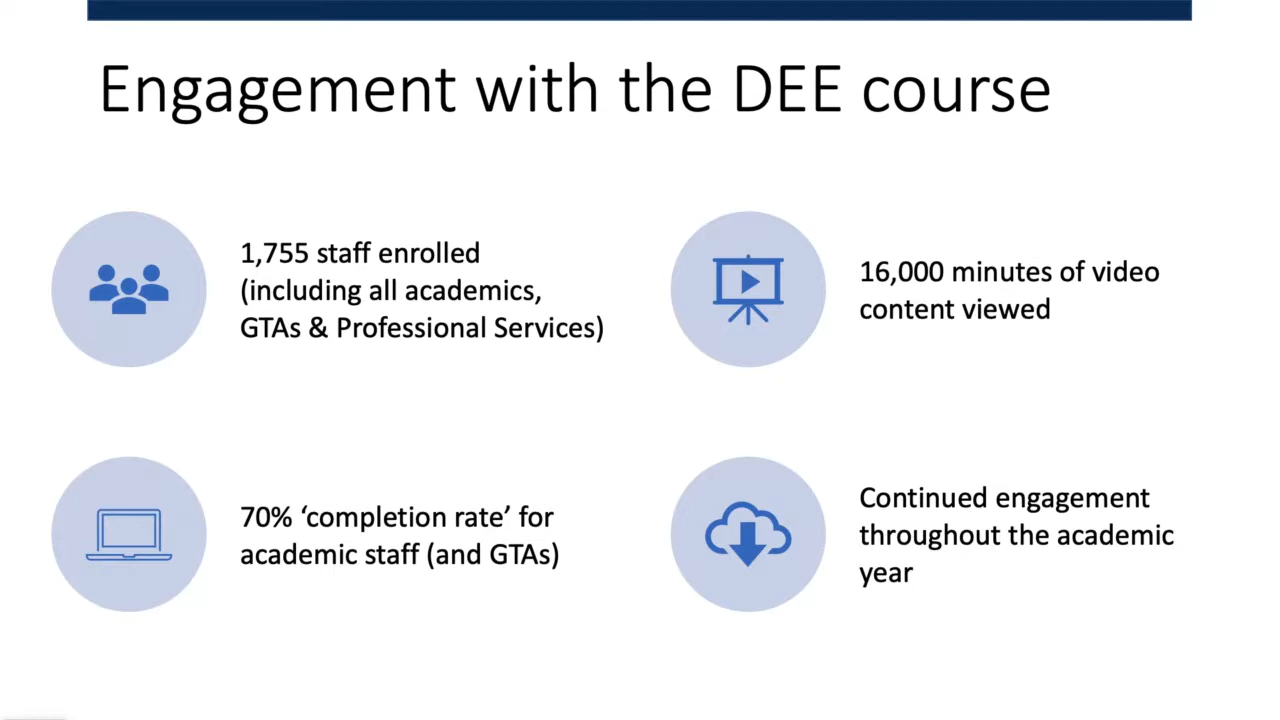 Engagement with the DEE course
1,755 staff enrolled
(including all academics,
GTAs & Professional Services)
16,000 minutes of video
content viewed
70% ‘completion rate’ for
academic staff (and GTAs)
Continued engagement
throughout the academic
year